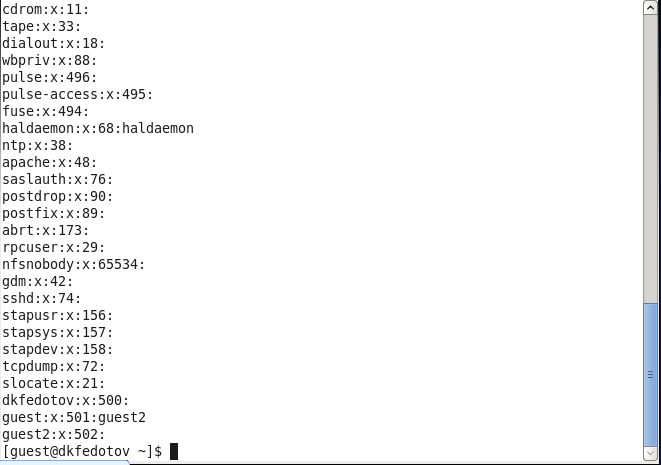 cdrom:x:11:
tape:x:33:
dialout:x:18:
wbpriv:x:88:
pulse:x:496:
pulse-access:x:495:
fuse:x:494:
haldaemon:x:68:haldaemon
ntp:x:38:
apache:x:48:
saslauth:x:76:
postdrop:x:90:
postfix:x:89:
abrt:x:173:
rpcuser:x:29:
nfsnobody:x:65534:
gdm:x:42:
sshd:x:74:
stapusr:x:156:
stapsys:x:157:
stapdev:x:158:
tcpdump:x:72:
slocate:x:21:
dkfedotov:x:500:
guest:x:501:guest2
guest2:x:502:
[guest@dkfedotov ~]$